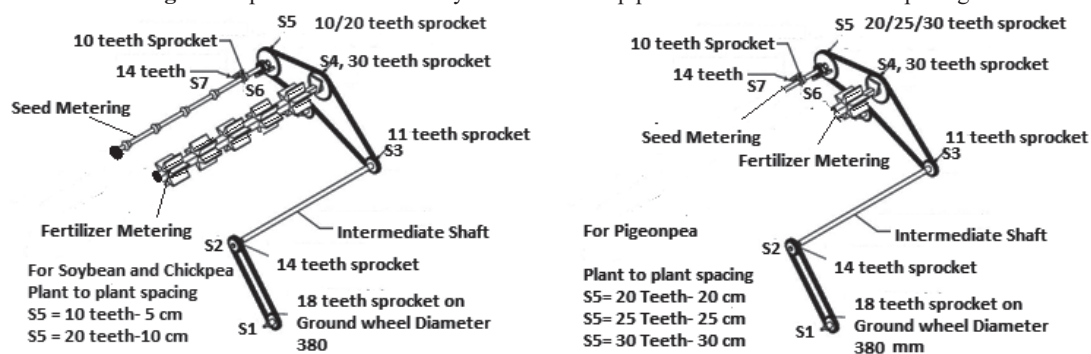 S5 10/20 teeth
10 teeth Sprocket
S4, 30 teeth sprocket
14 teeth
S7
S6
Seed Metering
11 teeth sprocket
S3
Fertilizer Metering
S2
Intermediate Shaft
14 teeth sprocket
For Soybean and Chickpea
Plant to plant spacing
S5 = 10 teeth- 5 cm
S5 = 20 teeth-10 cm
18 teeth sprocket on
S1
Ground wheel Diameter
380
S5 20/25/30 teeth
10 teeth Sprocket
S4, 30 teeth sprocket
14 teeth
S7
S6
Seed Metering
Fertilizer Metering
11 teeth sprocket
S3
For Pigeonpea
S2
Intermediate Shaft
14 teeth sprocket
Plant to plant spacing
S5= 20 Teeth- 20 cm
S5= 25 Teeth- 25 cm
S5= 30 Teeth- 30 cm
18 teeth sprocket on
S1
Ground wheel Diameter
380 mm